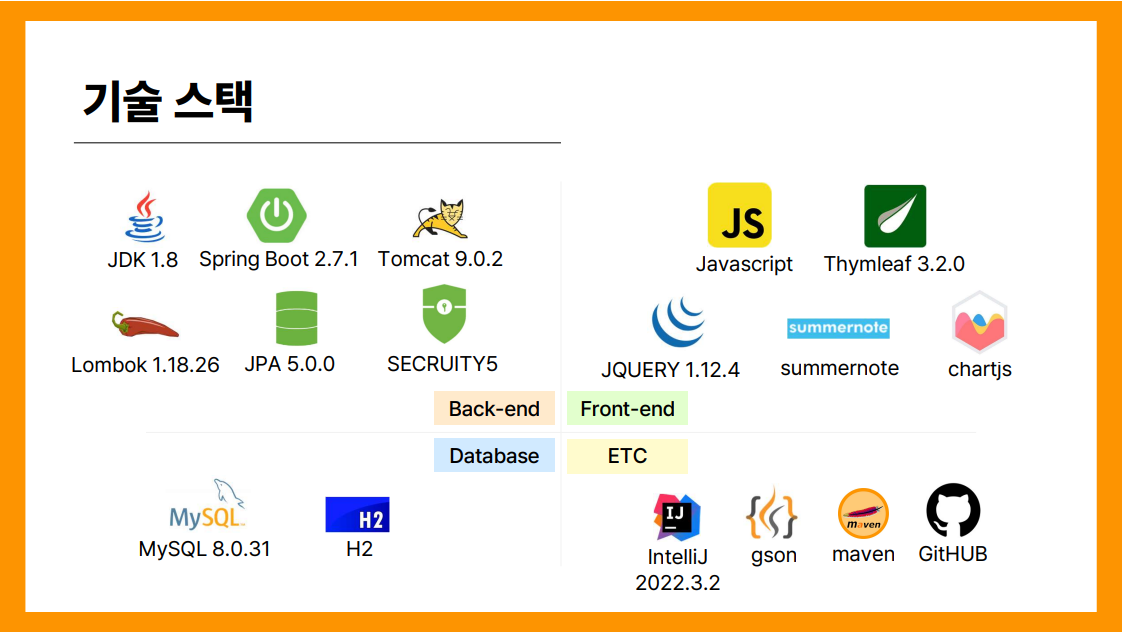 기술 스택
JDK 1.8
Spring Boot 2.7.1
Tomcat 9.0.2
Lombok 1.18.26
JPA 5.0.0
SECRUITY5
Back-end
JS
Javascript
Thymleaf 3.2.0
JQUERY 1.12.4
summernote
summernote
chartjs
Front-end
Database
MySQL
MySQL 8.0.31
H2
H2
ETC
IJ
IntelliJ
2022.3.2
gson
maven
maven
GitHUB